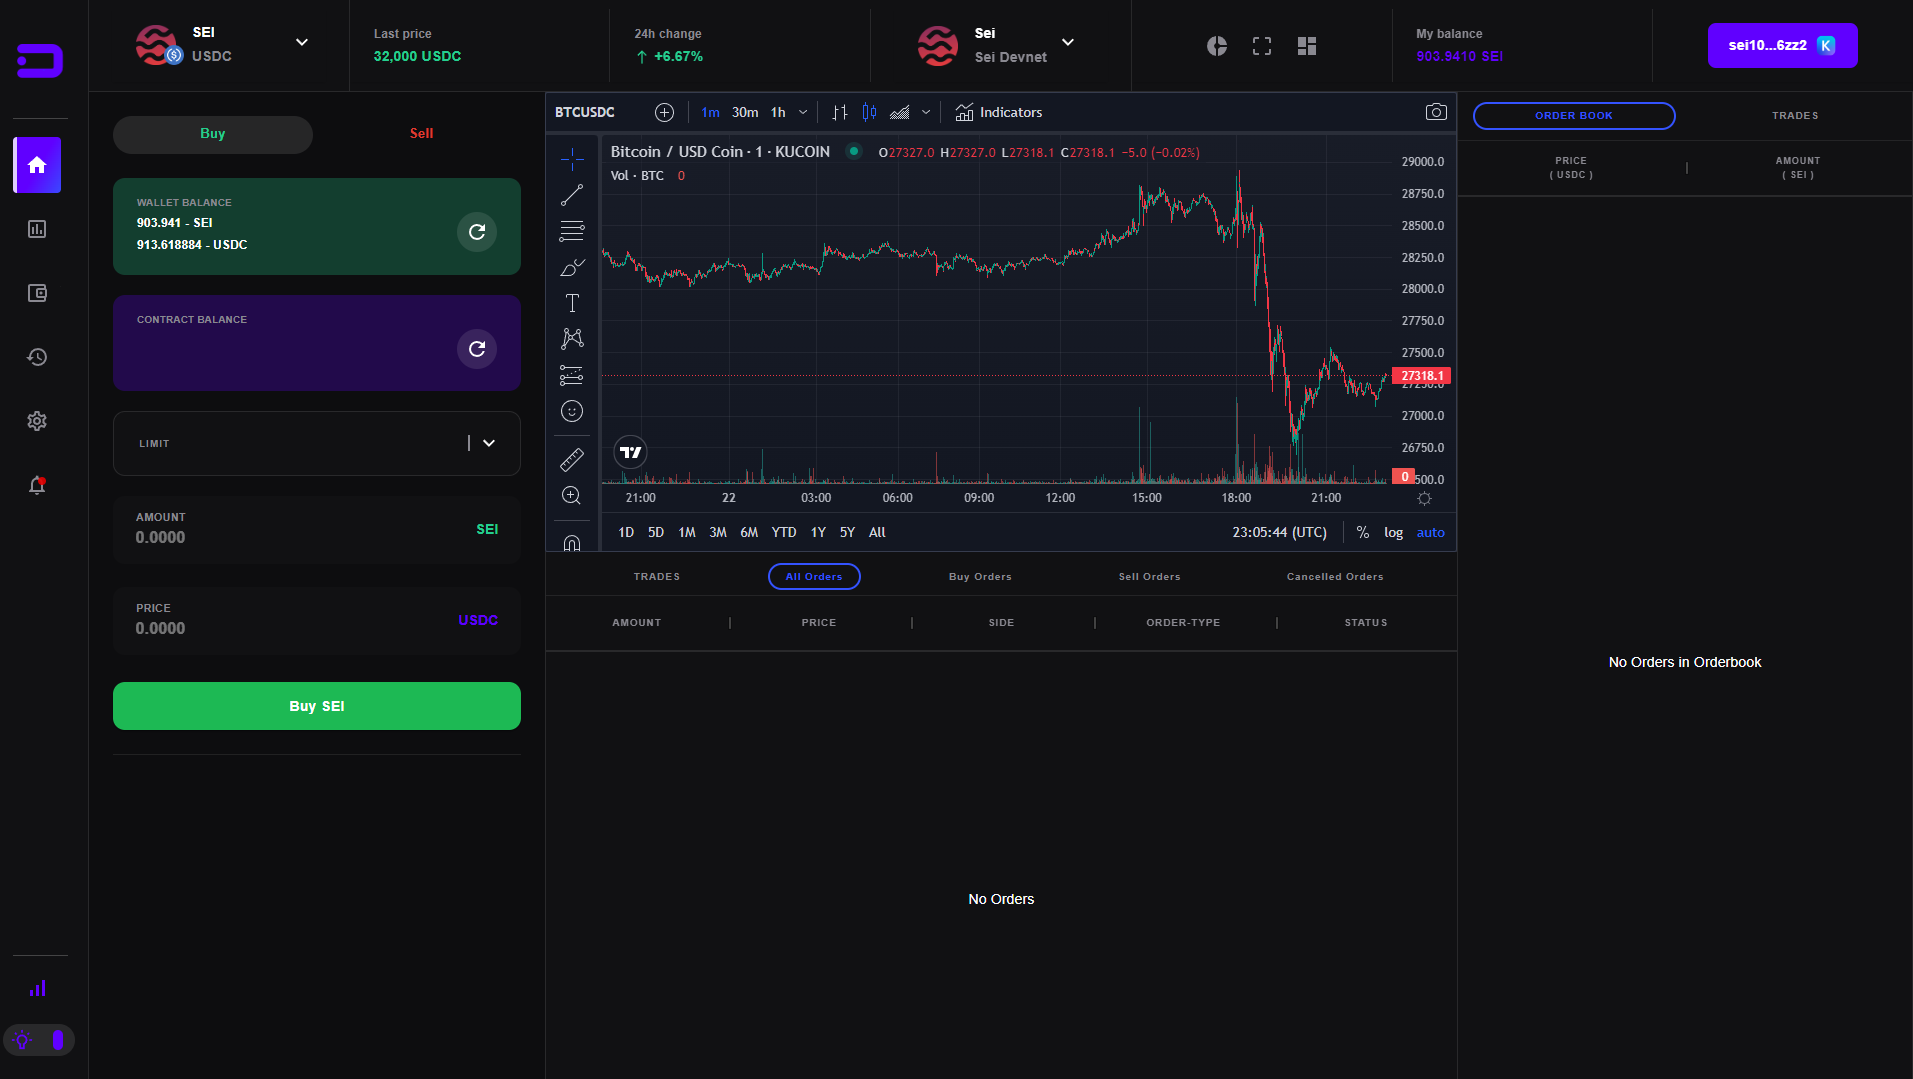 SEI
USDC
Last price
32,000 USDC
24h change
+6.67%
Sei
Sei Devnet
My balance
903.9410 SEI
sei10...6zz2 K
Buy
Sell
WALLET BALANCE
903.941 - SEI
913.618884 - USDC
CONTRACT BALANCE
LIMIT
AMOUNT
0.0000
SEI
PRICE
0.0000
USDC
Buy SEI
BTCUSDC
1m 30m 1h
Indicators
Bitcoin / USD Coin · 1 · KUCOIN
O27327.0 H27327.0 L27318.1 C27318.1 −5.0 (−0.02%)
Vol · BTC 0
29000.0
28750.0
28500.0
28250.0
28000.0
27750.0
27500.0
27318.1
27250.0
27000.0
26750.0
0
500.0
21:00 22 03:00 06:00 09:00 12:00 15:00 18:00 21:00
1D 5D 1M 3M 6M YTD 1Y 5Y All
23:05:44 (UTC) % log auto
TRADES All Orders Buy Orders Sell Orders Cancelled Orders
AMOUNT | PRICE | SIDE | ORDER-TYPE | STATUS
No Orders
ORDER BOOK TRADES
PRICE | AMOUNT
( USDC ) ( SEI )
No Orders in Orderbook